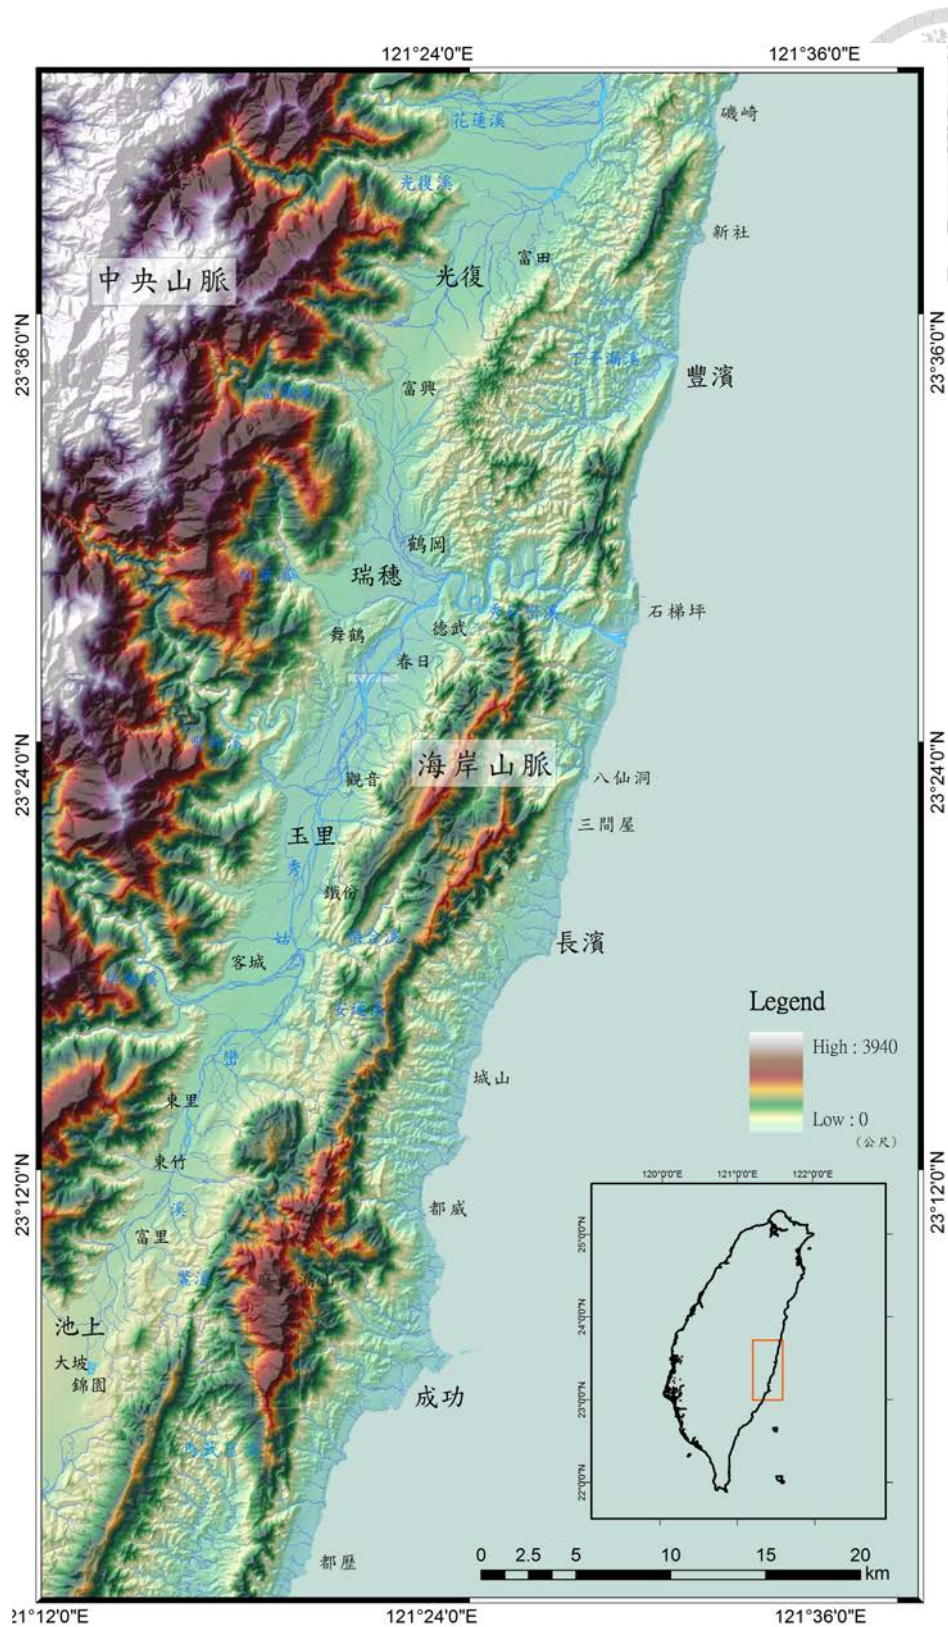 121°24'0"E
121°36'0"E
磯崎
花蓮溪
光復溪
新社
富田
光復
中央山脈
23°36'0"N
23°36'0"N
豐濱
富興
鶴岡
瑞穗
石梯坪
舞鶴
德武
春日
23°24'0"N
23°24'0"N
海岸山脈
觀音
八仙洞
三間屋
玉里
秀
鐵份
姑
長濱
客城
Legend
High : 3940
Low : 0
(公尺)
巒
城山
東里
東竹
23°12'0"N
23°12'0"N
溪
都威
富里
鱉溪
池上
大坡
錦園
成功
都歷
120°0'0"E
121°0'0"E
122°0'0"E
25°0'0"N
24°0'0"N
23°0'0"N
22°0'0"N
0 2.5 5 10 15 20
km
21°12'0"E
121°24'0"E
121°36'0"E